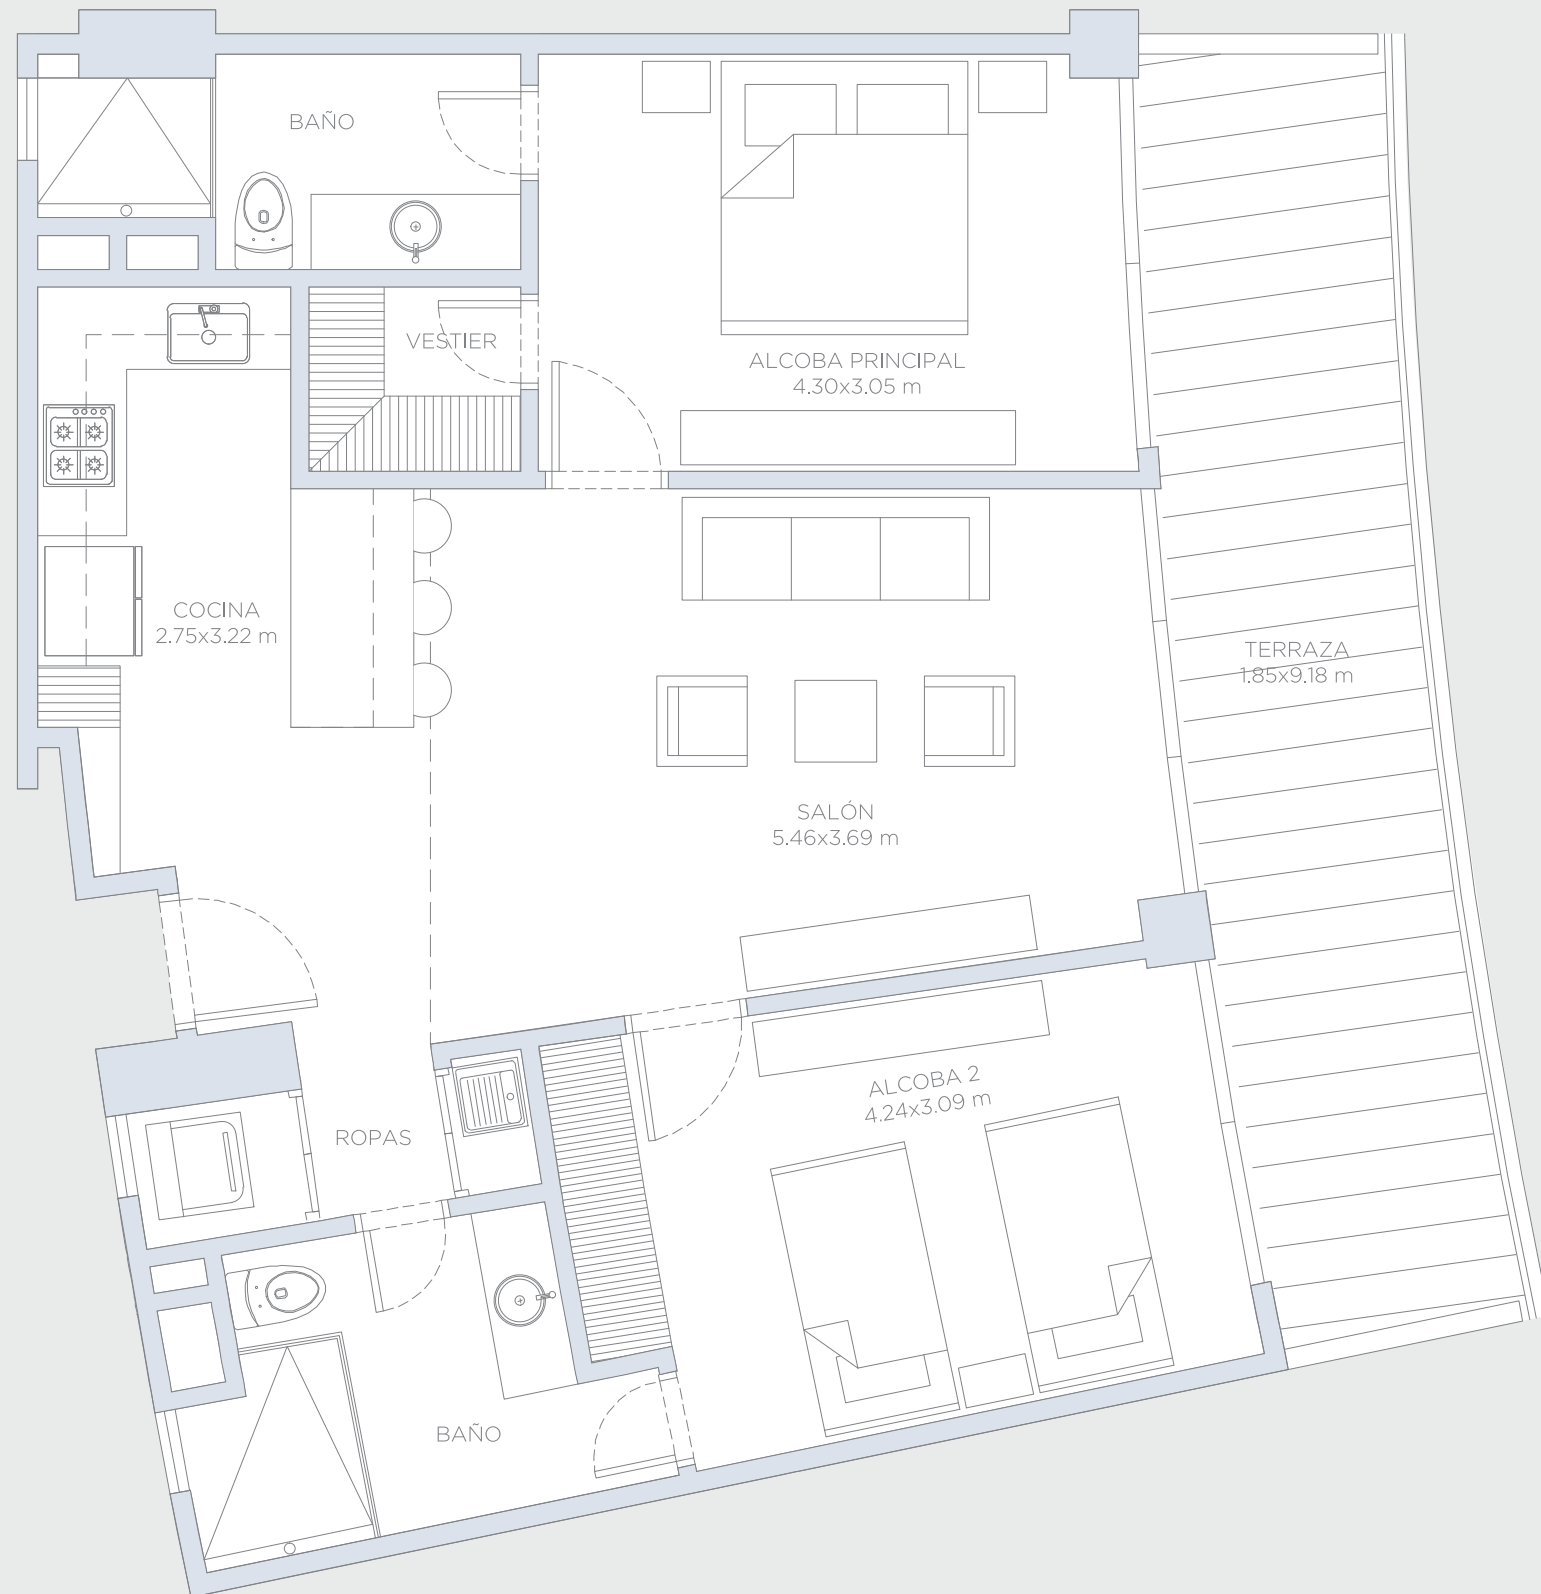 BAÑO
VESTIER
ALCOBA PRINCIPAL
4.30x3.05 m
COCINA
2.75x3.22 m
TERRAZA
1.85x9.18 m
SALÓN
5.46x3.69 m
ALCOBA 2
4.24x3.09 m
ROPAS
BAÑO